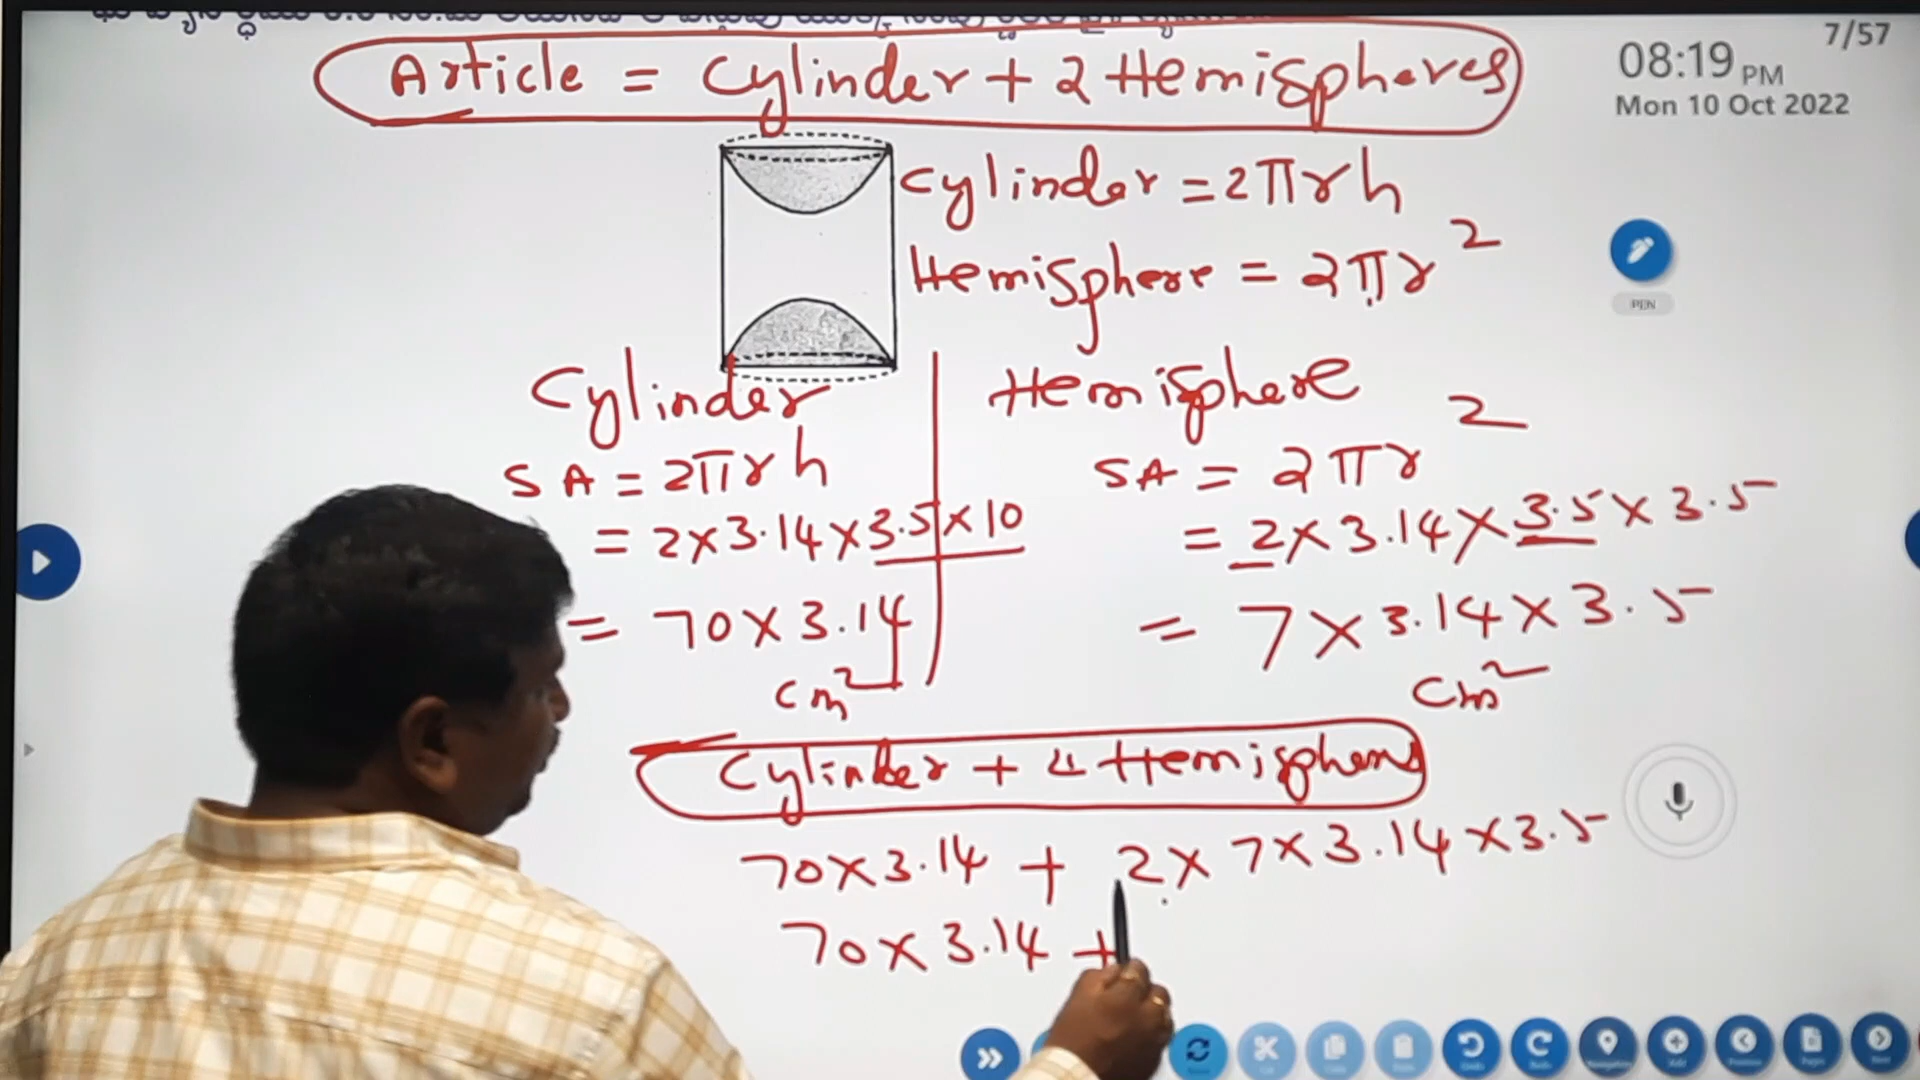 7/57
08:19 PM
Mon 10 Oct 2022
Article = Cylinder + 2 Hemispheres
Cylinder = 2πrh
Hemisphere = 2πr²
PEN
Cylinder
SA = 2πrh
= 2×3.14×3.5×10
= 70×3.14
cm²
Hemisphere
SA = 2πr²
= 2×3.14×3.5×3.5
= 7×3.14×3.5
cm²
Cylinder +
70×3.14 + 2×7×3.14×3.5
70×3.14 +